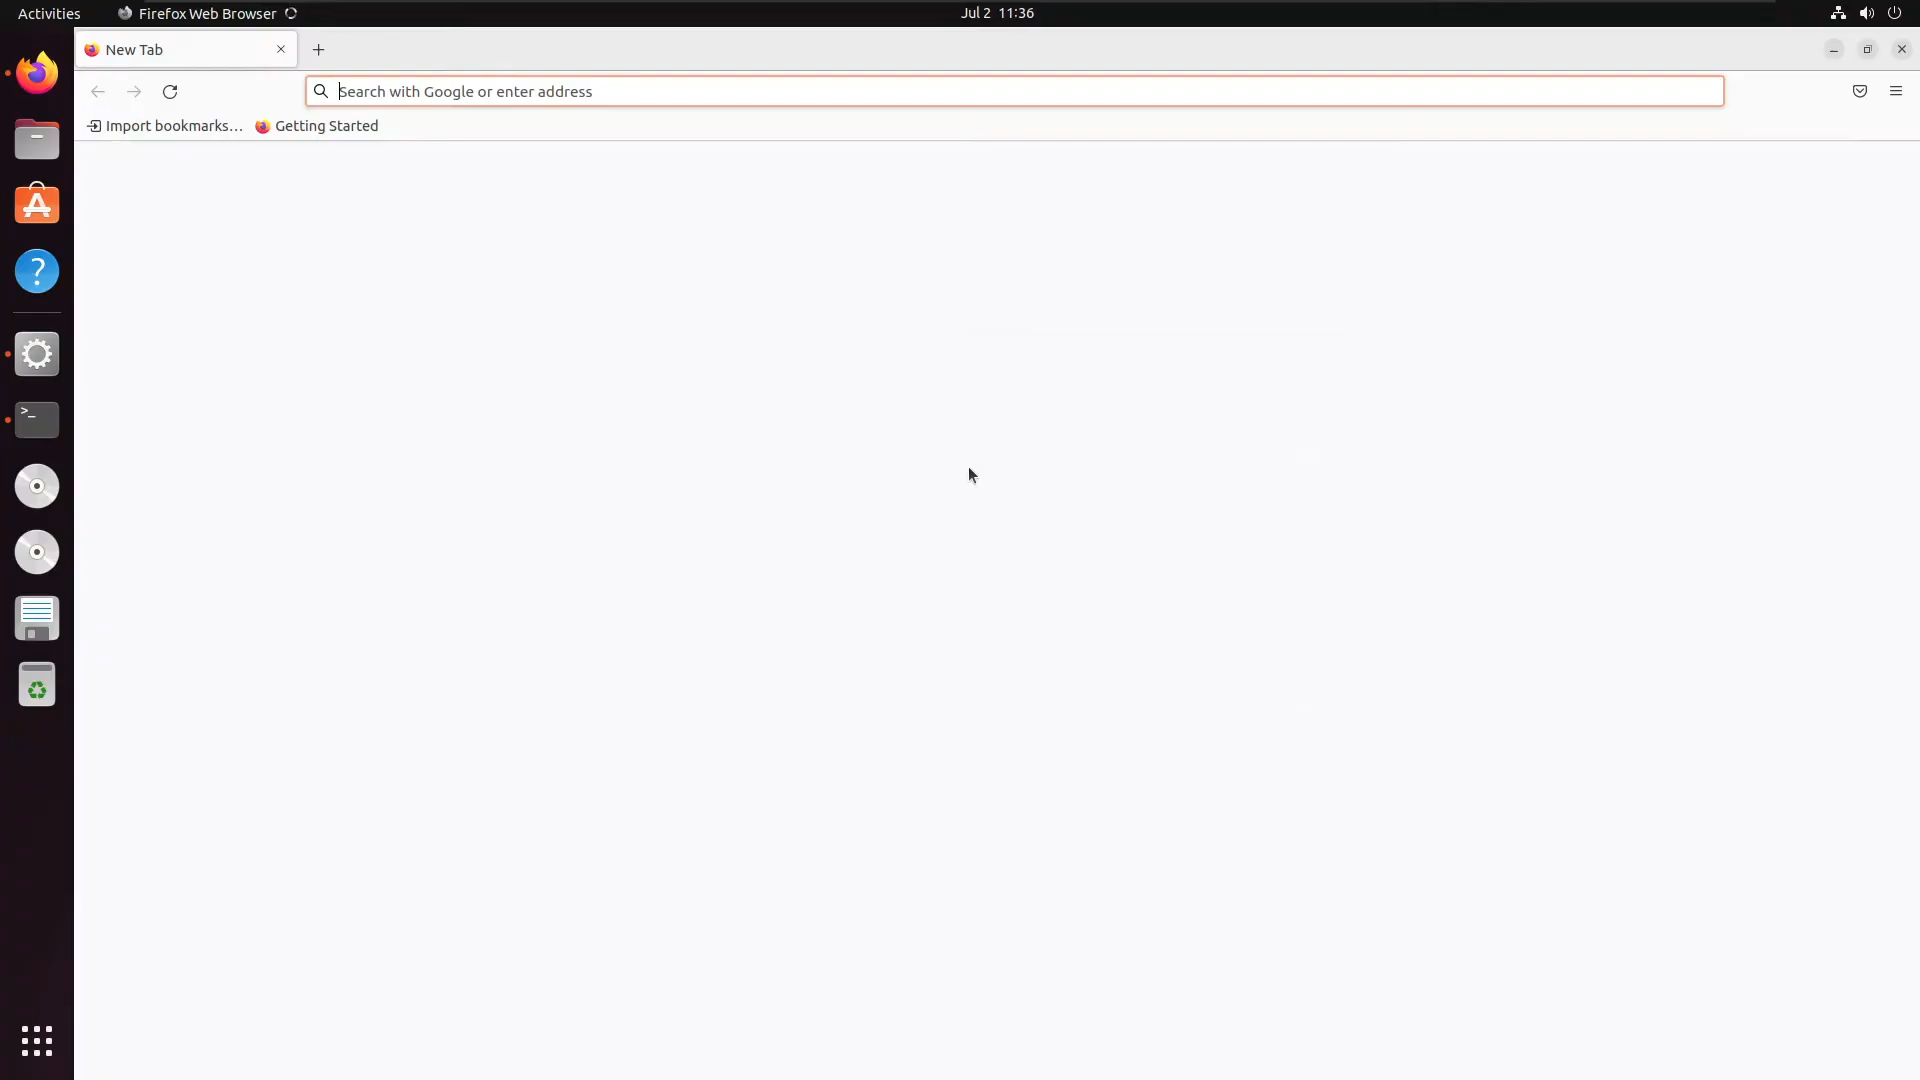 Activities
Firefox Web Browser
Jul 2 11:36
New Tab
Search with Google or enter address
Import bookmarks...
Getting Started